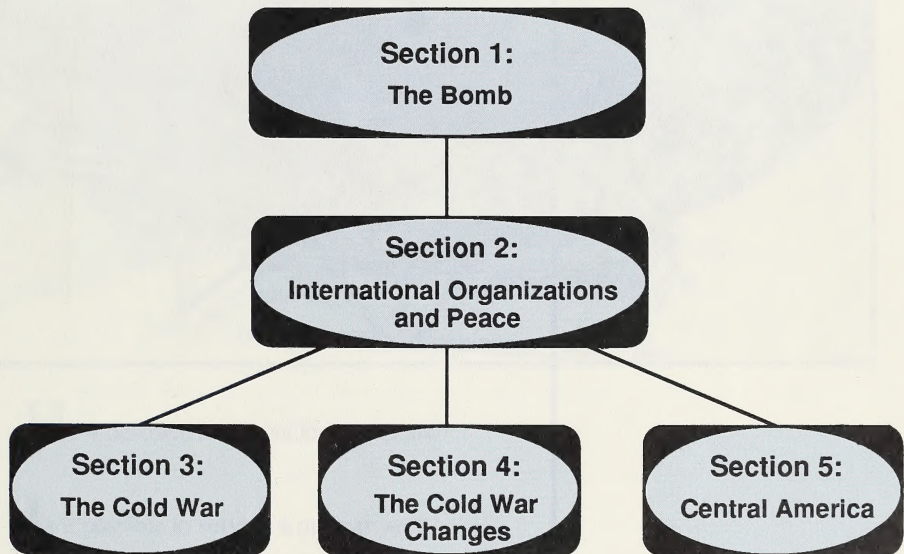 Section 1:
The Bomb
Section 2:
International Organizations
and Peace
Section 3:
The Cold War
Section 4:
The Cold War
Changes
Section 5:
Central America